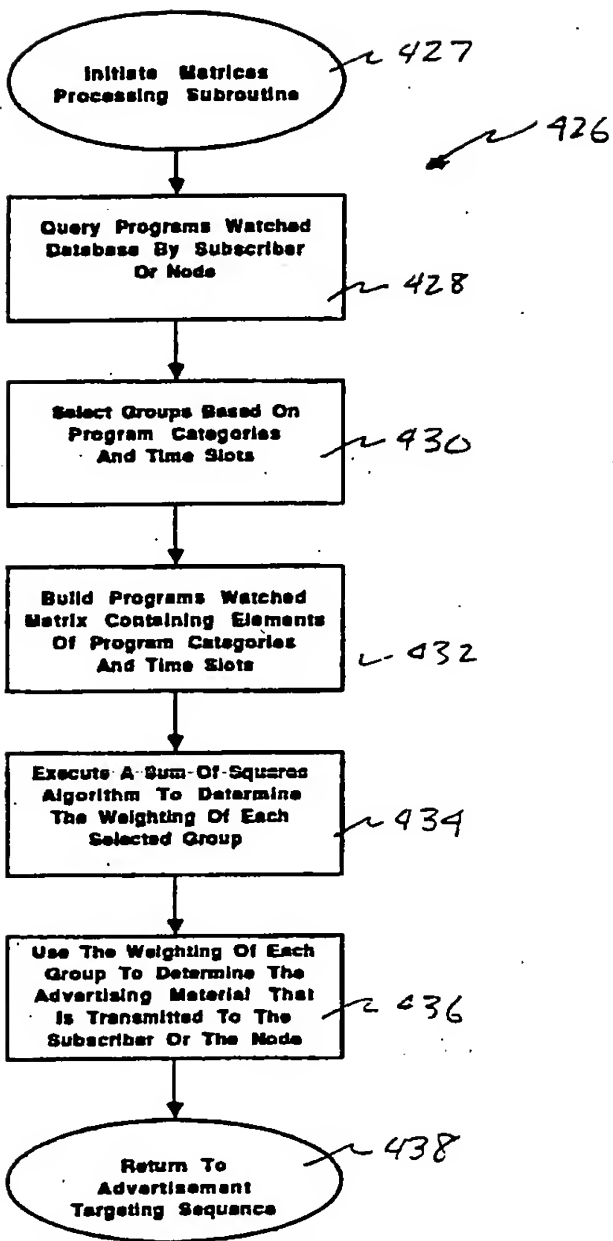 Initiate Matrices
Processing Subroutine
427
426
Query Programs Watched
Database By Subscriber
Or Node
428
Select Groups Based On
Program Categories
And Time Slots
430
Build Programs Watched
Matrix Containing Elements
Of Program Categories
And Time Slots
432
Execute A Sum-Of-Squares
Algorithm To Determine
The Weighting Of Each
Selected Group
434
Use The Weighting Of Each
Group To Determine The
Advertising Material That
Is Transmitted To The
Subscriber Or The Node
436
Return To
Advertisement
Targeting Sequence
438